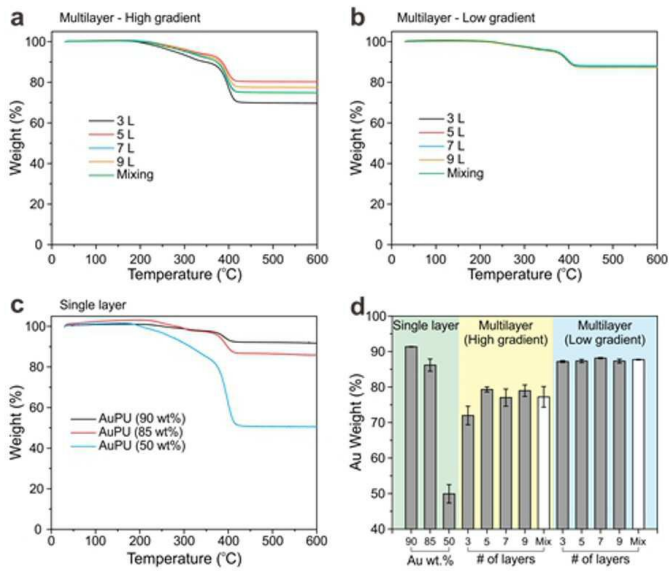 a
Multilayer - High gradient
100
80
60
40
20
0
Weight (%)
3 L
5 L
7 L
9 L
Mixing
0 100 200 300 400 500 600
Temperature (°C)
b
Multilayer - Low gradient
100
80
60
40
20
0
Weight (%)
3 L
5 L
7 L
9 L
Mixing
0 100 200 300 400 500 600
Temperature (°C)
c
Single layer
100
80
60
40
20
0
Weight (%)
AuPU (90 wt%)
AuPU (85 wt%)
AuPU (50 wt%)
0 100 200 300 400 500 600
Temperature (°C)
d
Single layer
Multilayer
(High gradient)
Multilayer
(Low gradient)
100
90
80
70
60
50
40
Au Weight (%)
90 85 50 3 5 7 9 Mix 3 5 7 9 Mix
Au wt.% # of layers # of layers